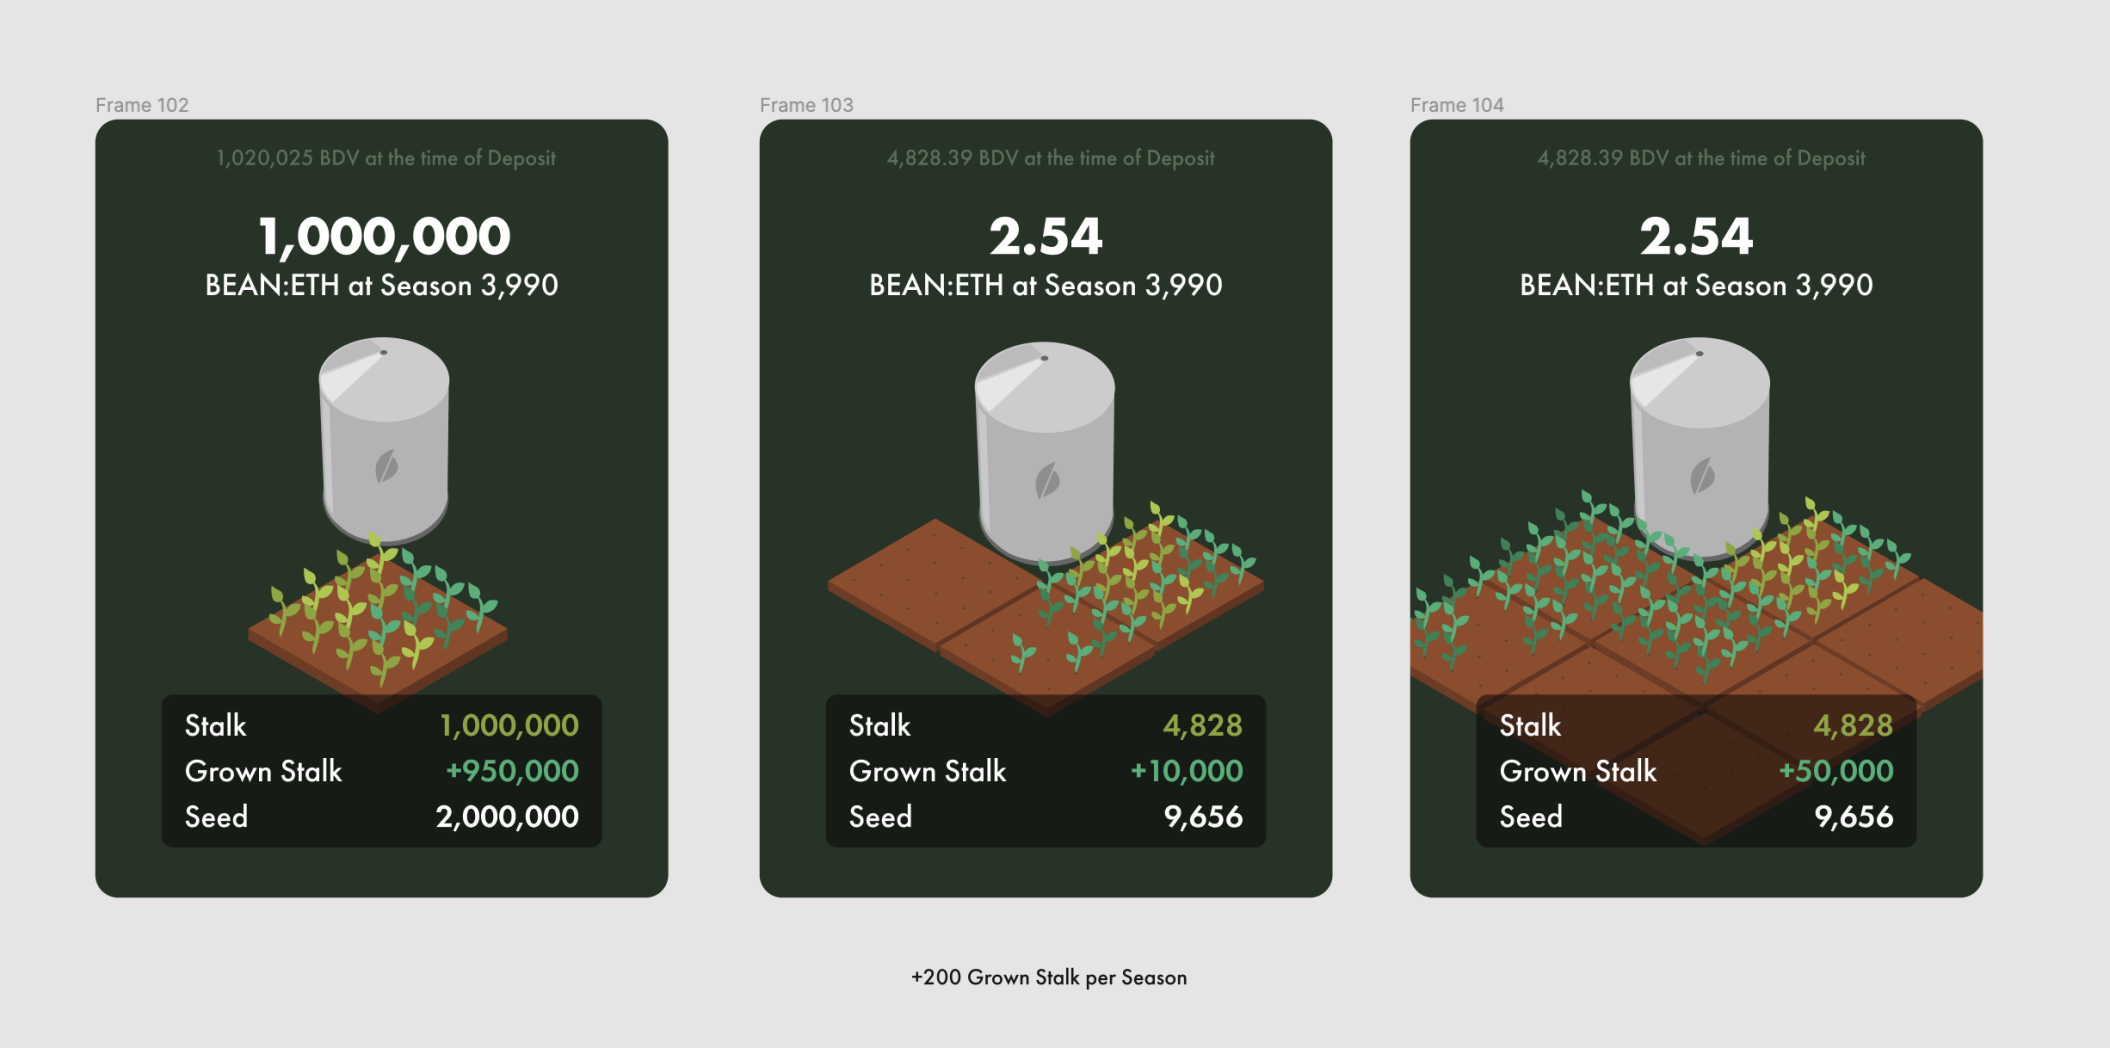 Frame 102
1,020,025 BDV at the time of Deposit
1,000,000
BEAN:ETH at Season 3,990
Stalk 1,000,000
Grown Stalk +950,000
Seed 2,000,000
Frame 103
4,828.39 BDV at the time of Deposit
2.54
BEAN:ETH at Season 3,990
Stalk 4,828
Grown Stalk +10,000
Seed 9,656
Frame 104
4,828.39 BDV at the time of Deposit
2.54
BEAN:ETH at Season 3,990
Stalk 4,828
Grown Stalk +50,000
Seed 9,656
+200 Grown Stalk per Season